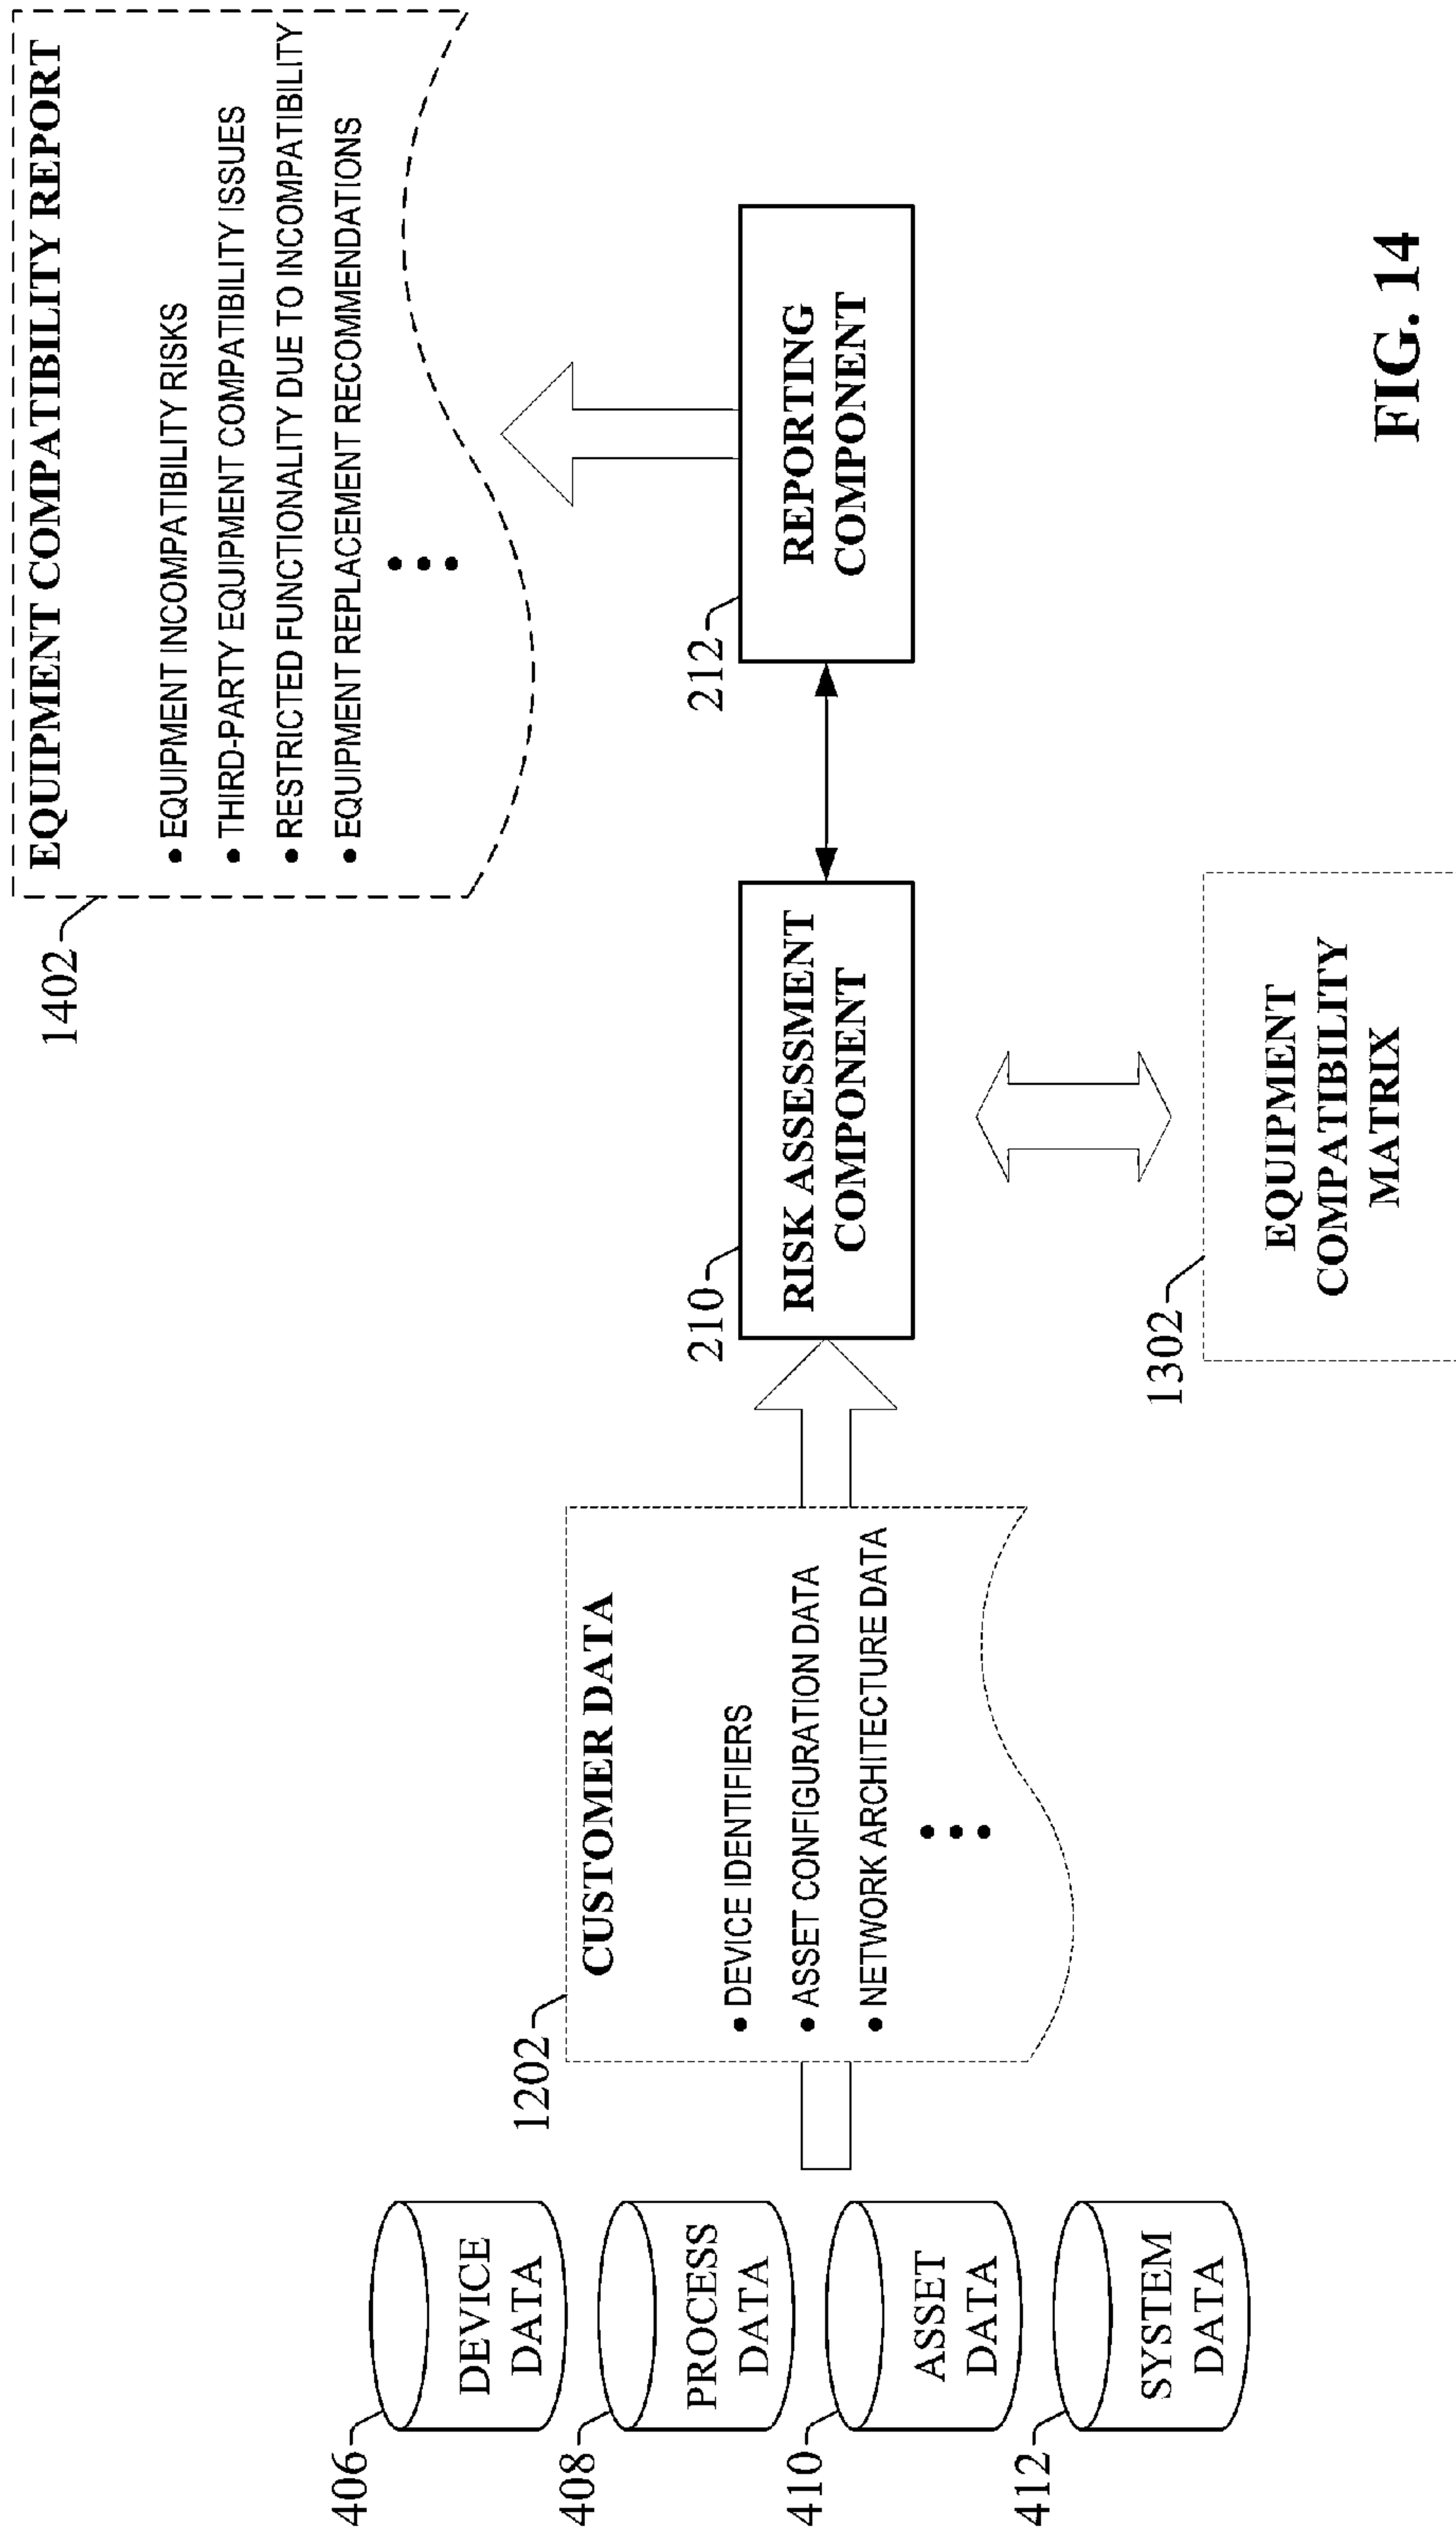 1402
EQUIPMENT COMPATIBILITY REPORT
• EQUIPMENT INCOMPATIBILITY RISKS
• THIRD-PARTY EQUIPMENT COMPATIBILITY ISSUES
• RESTRICTED FUNCTIONALITY DUE TO INCOMPATIBILITY
• EQUIPMENT REPLACEMENT RECOMMENDATIONS
406
DEVICE
DATA
408
PROCESS
DATA
410
ASSET
DATA
412
SYSTEM
DATA
1202
CUSTOMER DATA
• DEVICE IDENTIFIERS
• ASSET CONFIGURATION DATA
• NETWORK ARCHITECTURE DATA
210
RISK ASSESSMENT
COMPONENT
212
REPORTING
COMPONENT
1302
EQUIPMENT
COMPATIBILITY
MATRIX
FIG. 14